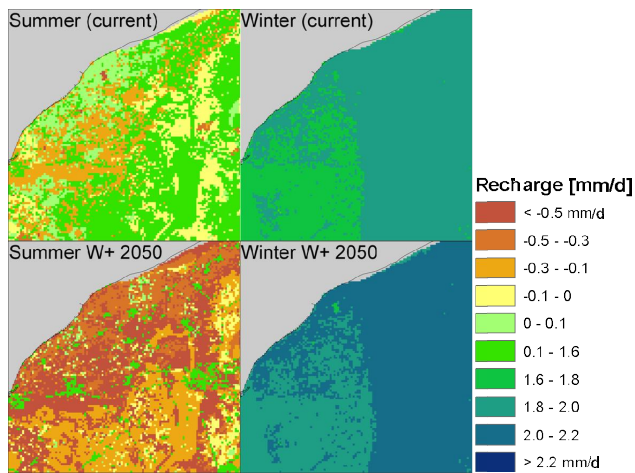 Summer (current)
Winter (current)
Summer W+ 2050
Winter W+ 2050
Recharge [mm/d]
< -0.5 mm/d
-0.5 - -0.3
-0.3 - -0.1
-0.1 - 0
0 - 0.1
0.1 - 1.6
1.6 - 1.8
1.8 - 2.0
2.0 - 2.2
> 2.2 mm/d